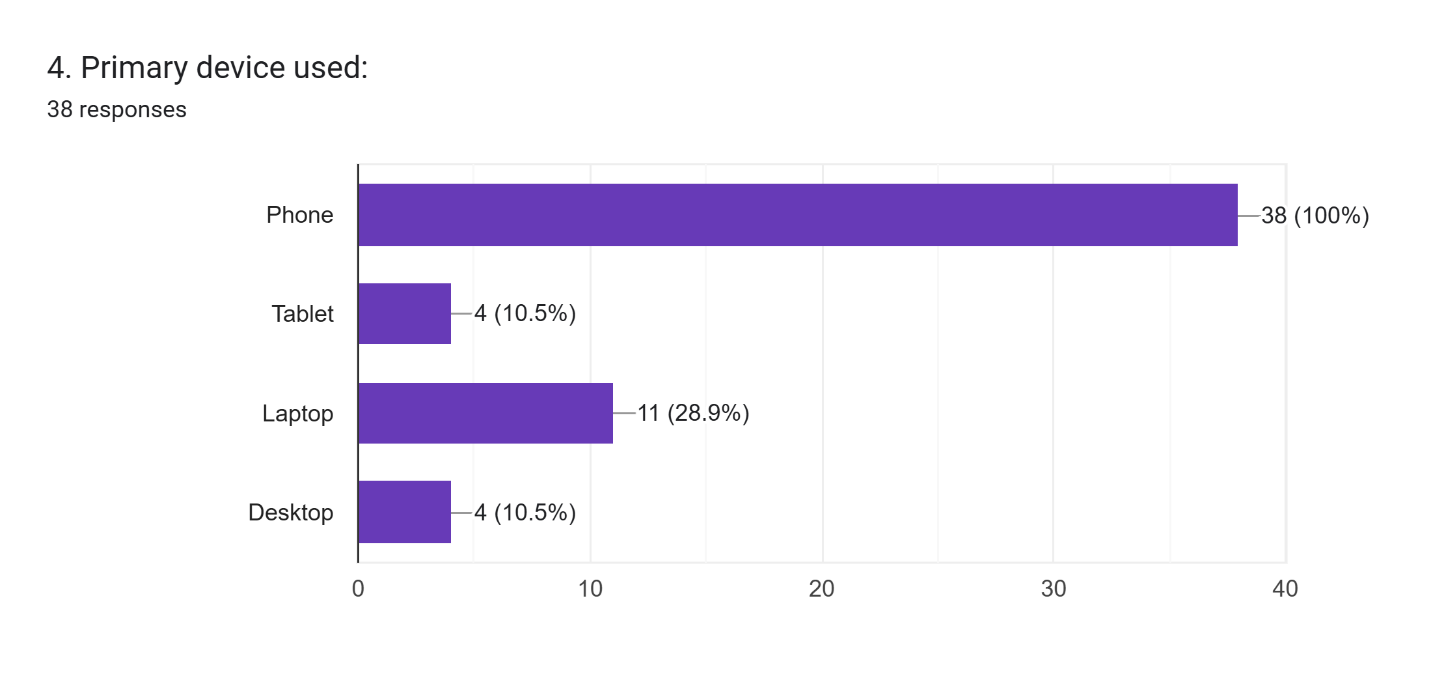 4. Primary device used:
38 responses
Phone 38 (100%)
Tablet 4 (10.5%)
Laptop 11 (28.9%)
Desktop 4 (10.5%)
0 10 20 30 40